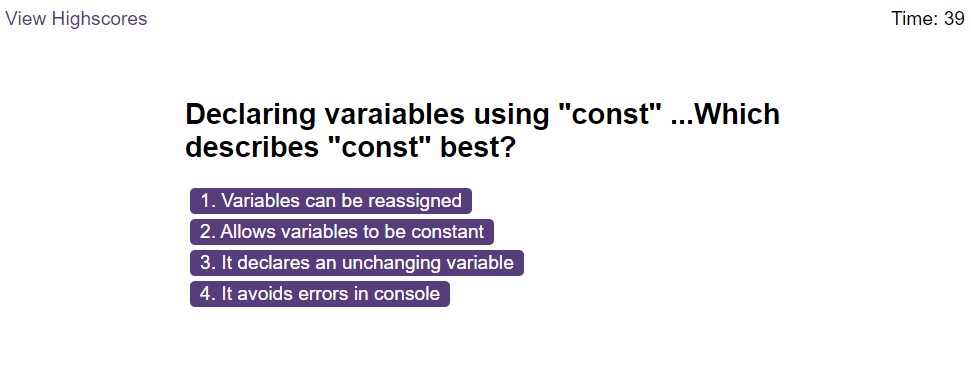 View Highscores
Time: 39
Declaring varaiables using "const" ...Which
describes "const" best?
1. Variables can be reassigned
2. Allows variables to be constant
3. It declares an unchanging variable
4. It avoids errors in console